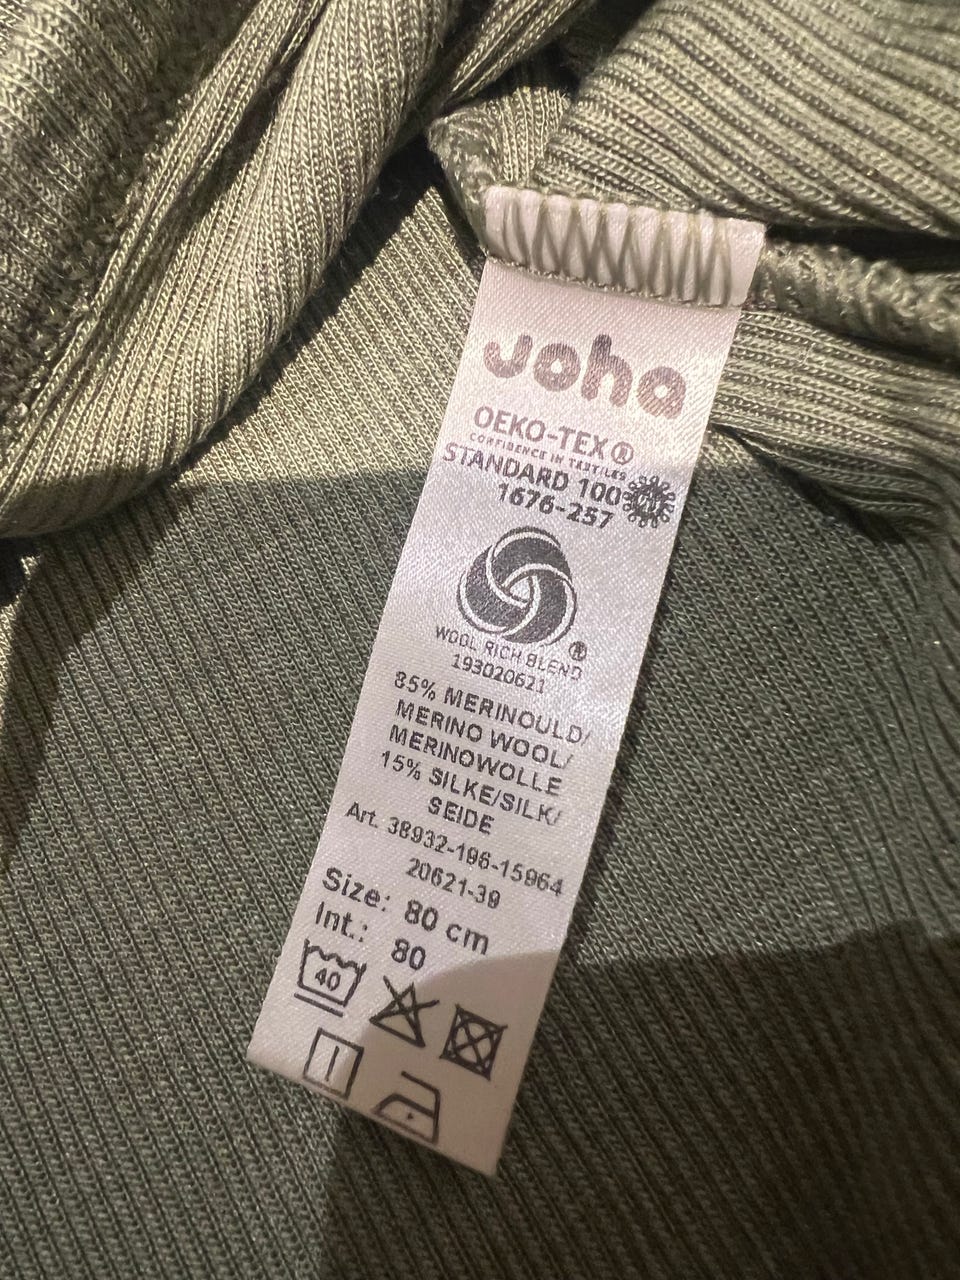 joha
OEKO-TEX®
CONFIDENCE IN TEXTILES
STANDARD 100
1676-257
WOOL RICH BLEND
193020621
85% MERINOULD/
MERINO WOOL/
MERINOWOLLE
15% SILKE/SILK/
SEIDE
Art. 38932-196-15964
20621-39
Size: 80 cm
Int.: 80
40